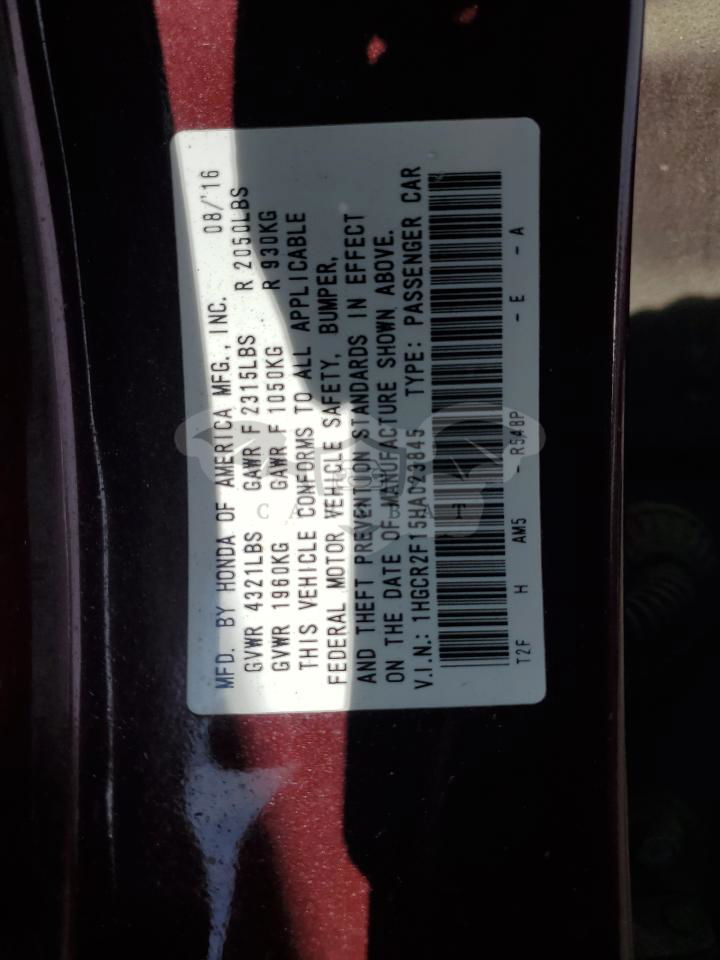 MFD. BY HONDA OF AMERICA MFG., INC. 08/'16
GVWR 4321LBS GAWR F 2315LBS R 2050LBS
GVWR 1960KG GAWR F 1050KG R 930KG
THIS VEHICLE CONFORMS TO ALL APPLICABLE
FEDERAL MOTOR VEHICLE SAFETY, BUMPER,
AND THEFT PREVENTION STANDARDS IN EFFECT
ON THE DATE OF MANUFACTURE SHOWN ABOVE.
V.I.N.: 1HGCR2F15HA023845 TYPE: PASSENGER CAR
T2F H AM5 - R548P - E - A